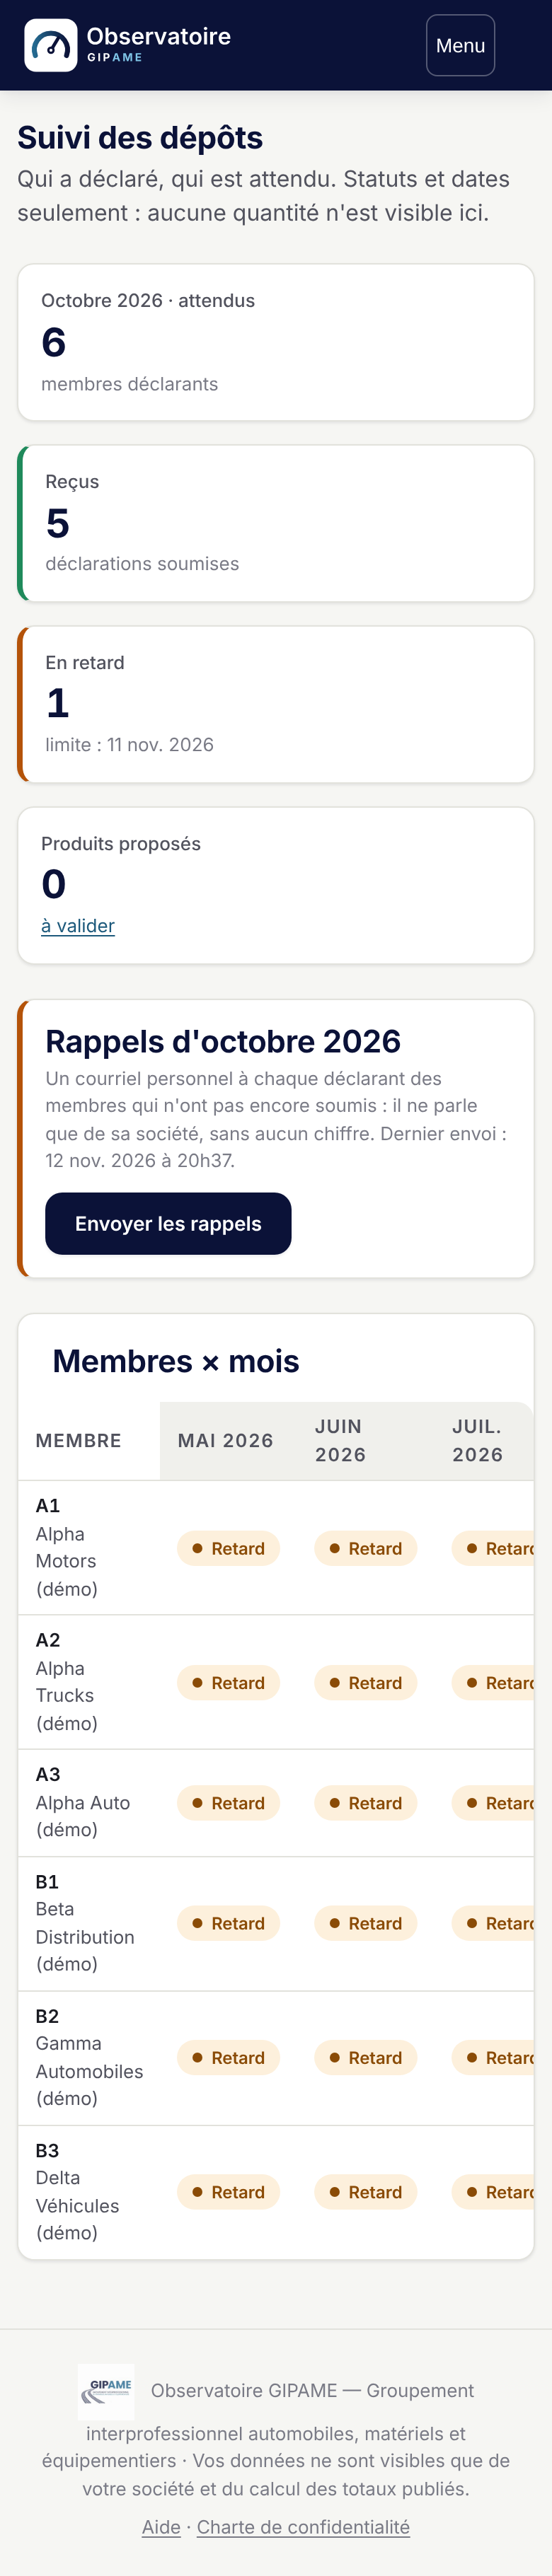 Observatoire
GIPAME
Menu
Suivi des dépôts
Qui a déclaré, qui est attendu. Statuts et dates
seulement : aucune quantité n'est visible ici.
Octobre 2026 · attendus
6
membres déclarants
Reçus
5
déclarations soumises
En retard
1
limite : 11 nov. 2026
Produits proposés
0
à valider
Rappels d'octobre 2026
Un courriel personnel à chaque déclarant des
membres qui n'ont pas encore soumis : il ne parle
que de sa société, sans aucun chiffre. Dernier envoi :
12 nov. 2026 à 20h37.
Envoyer les rappels
Membres × mois
MEMBRE MAI 2026 JUIN 2026 JUIL. 2026
A1
Alpha
Motors
(démo)
Retard Retard Retard
A2
Alpha
Trucks
(démo)
Retard Retard Retard
A3
Alpha Auto
(démo)
Retard Retard Retard
B1
Beta
Distribution
(démo)
Retard Retard Retard
B2
Gamma
Automobiles
(démo)
Retard Retard Retard
B3
Delta
Véhicules
(démo)
Retard Retard Retard
GIPAME
Observatoire GIPAME — Groupement
interprofessionnel automobiles, matériels et
équipementiers · Vos données ne sont visibles que de
votre société et du calcul des totaux publiés.
Aide · Charte de confidentialité